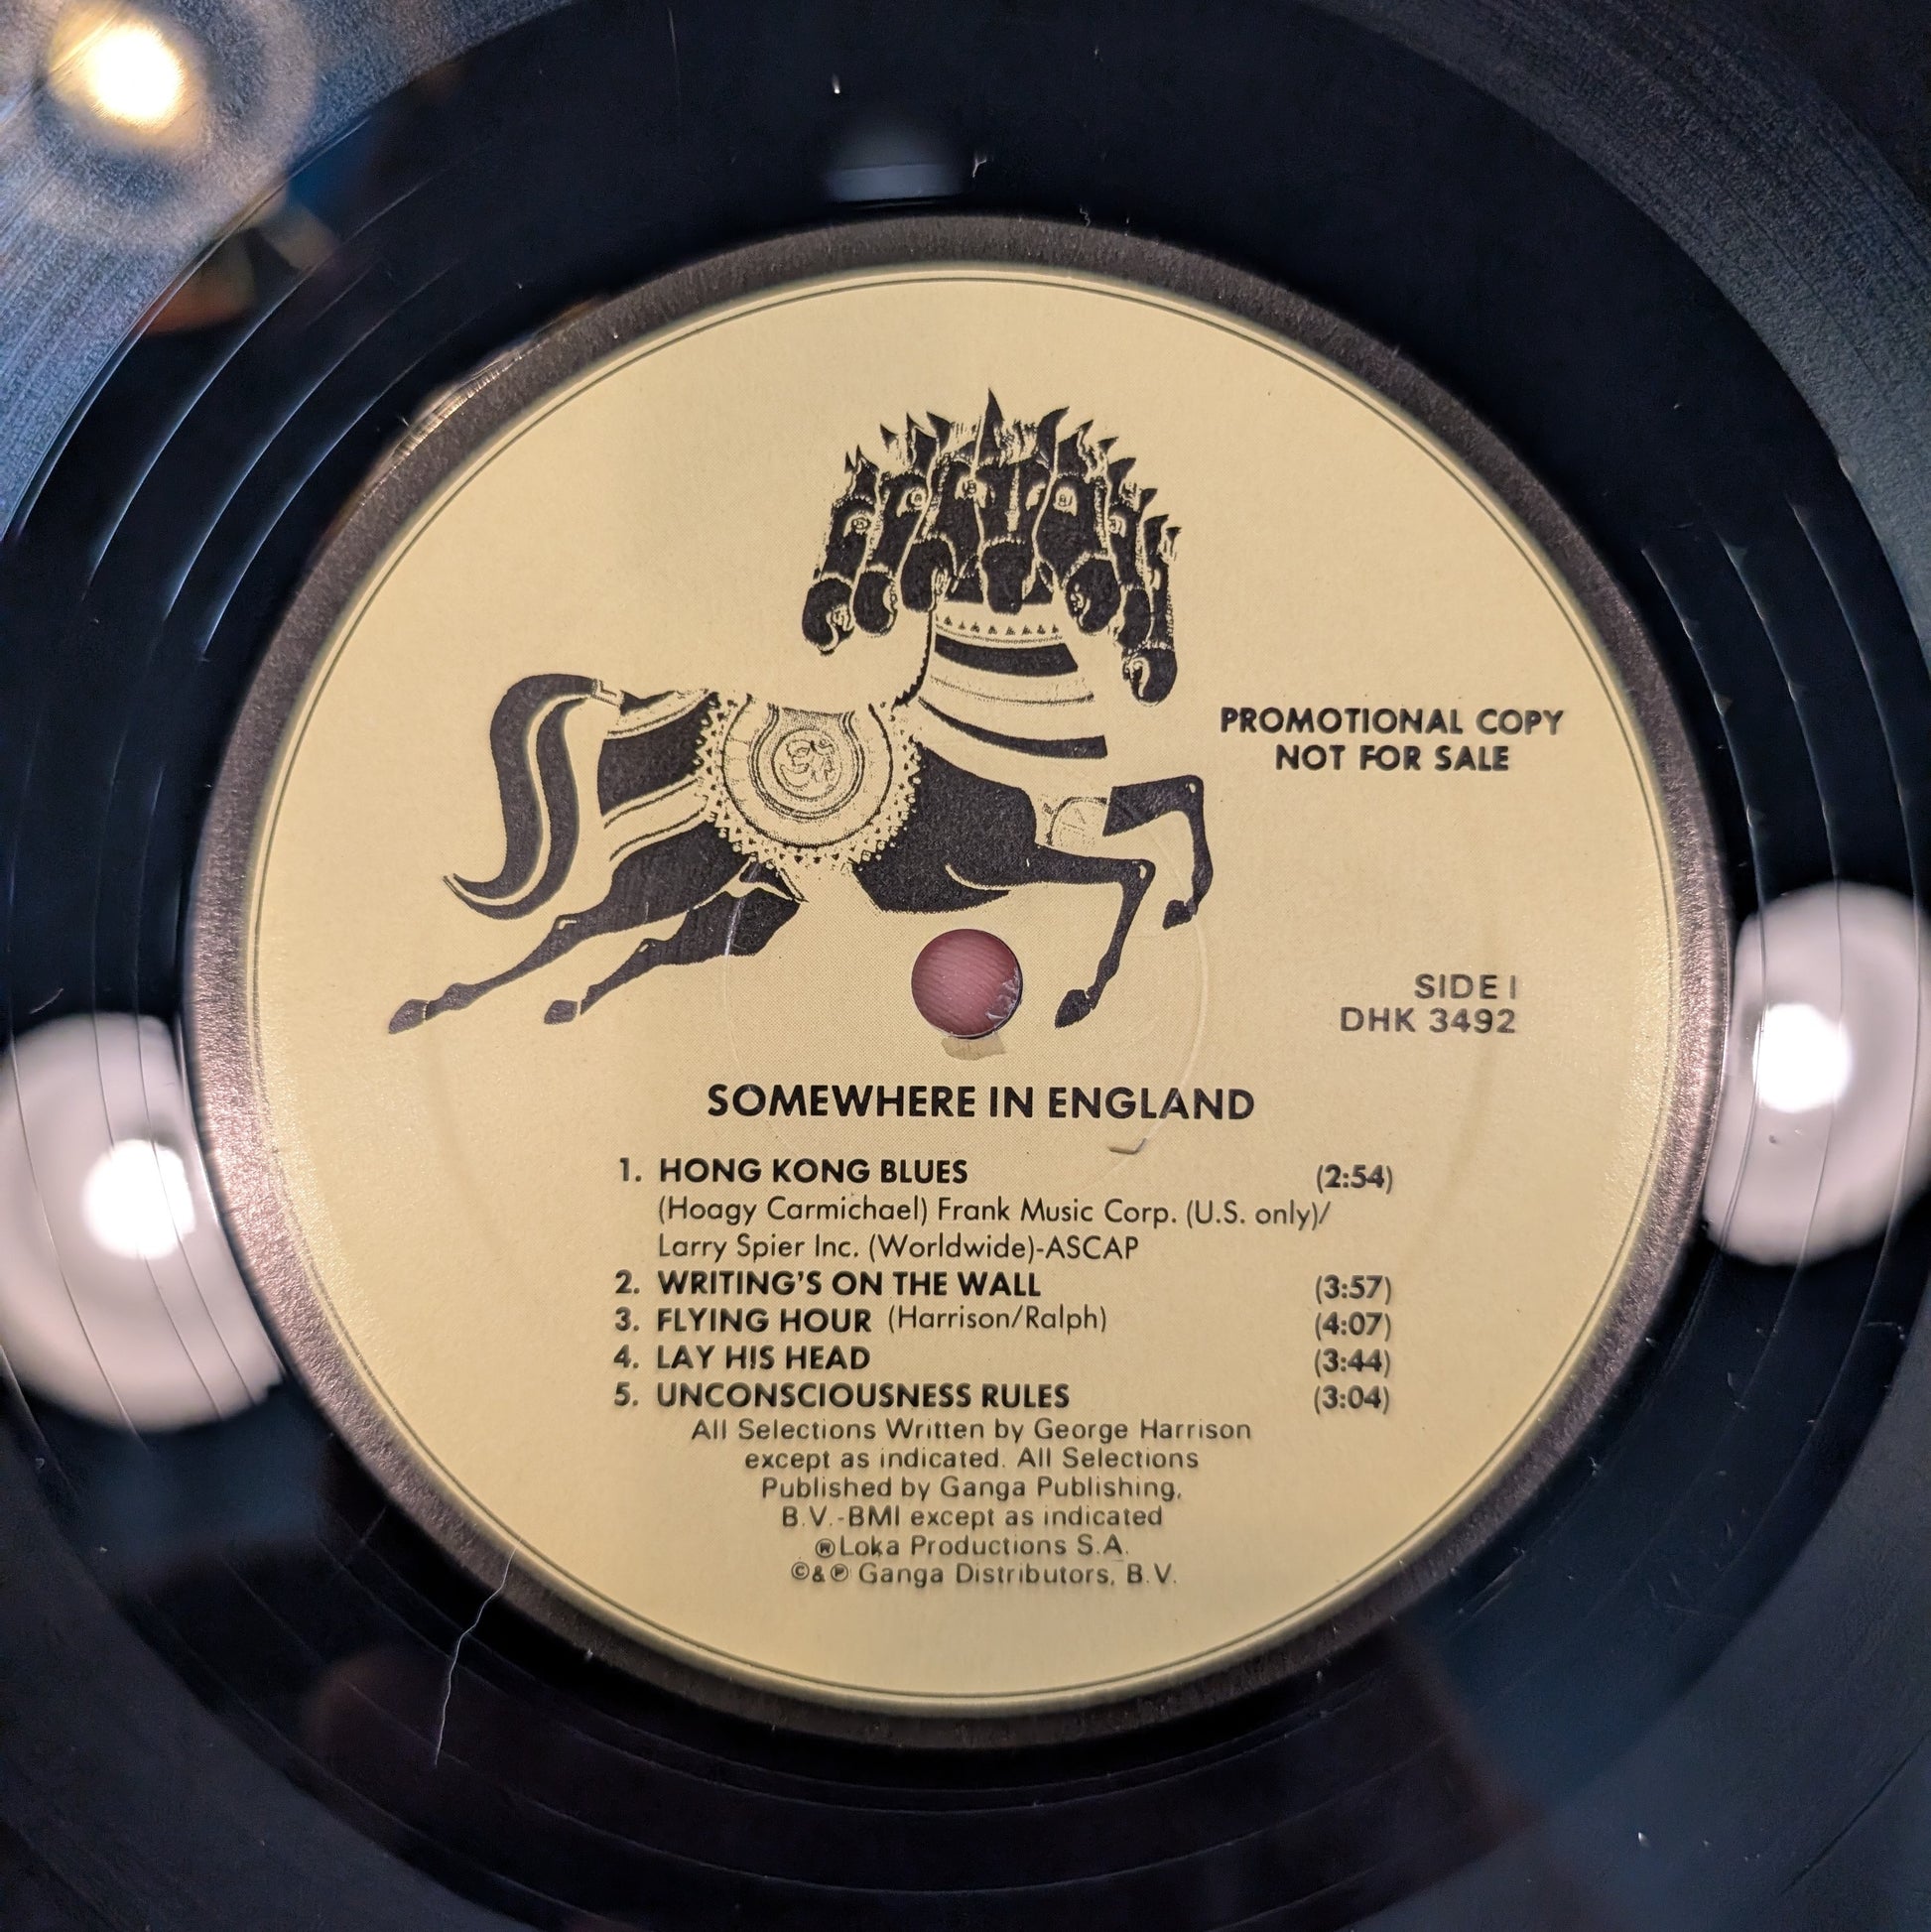 PROMOTIONAL COPY
NOT FOR SALE
SIDE I
DHK 3492
SOMEWHERE IN ENGLAND
1. HONG KONG BLUES (2:54)
(Hoagy Carmichael) Frank Music Corp. (U.S. only)/
Larry Spier Inc. (Worldwide)-ASCAP
2. WRITING'S ON THE WALL (3:57)
3. FLYING HOUR (Harrison/Ralph) (4:07)
4. LAY HIS HEAD (3:44)
5. UNCONSCIOUSNESS RULES (3:04)
All Selections Written by George Harrison
except as indicated. All Selections
Published by Ganga Publishing,
B.V.-BMI except as indicated
®Loka Productions S.A.
©&℗ Ganga Distributors, B.V.